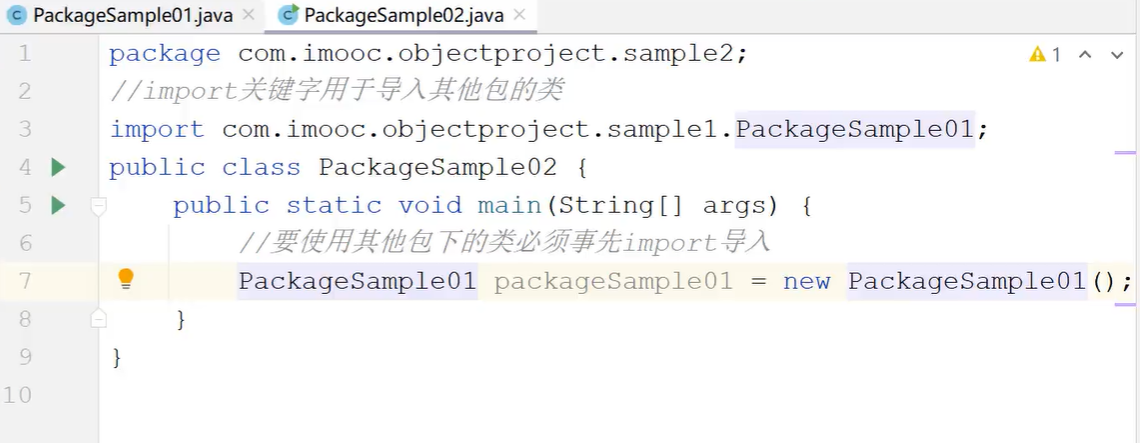 PackageSample01.java PackageSample02.java
1 package com.imooc.objectproject.sample2; 1
2 //import关键字用于导入其他包的类
3 import com.imooc.objectproject.sample1.PackageSample01;
4 public class PackageSample02 {
5 public static void main(String[] args) {
6 //要使用其他包下的类必须事先import导入
7 PackageSample01 packageSample01 = new PackageSample01();
8 }
9 }
10